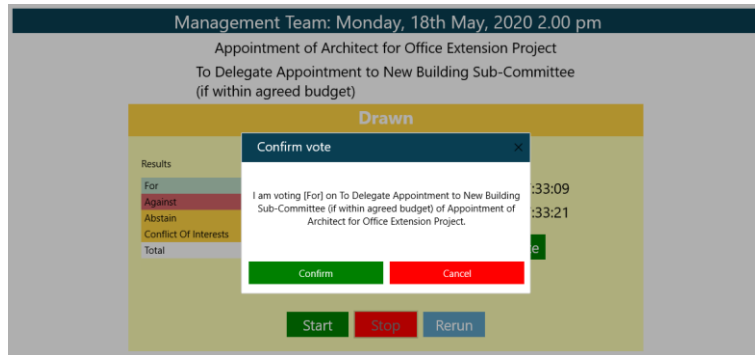 Management Team: Monday, 18th May, 2020 2.00 pm
Appointment of Architect for Office Extension Project
To Delegate Appointment to New Building Sub-Committee
(if within agreed budget)
Drawn
Confirm vote
×
Results
For
Against
Abstain
Conflict Of Interests
Total
I am voting [For] on To Delegate Appointment to New Building
Sub-Committee (if within agreed budget) of Appointment of
Architect for Office Extension Project.
:33:09
:33:21
e
Confirm
Cancel
Start
Stop
Rerun